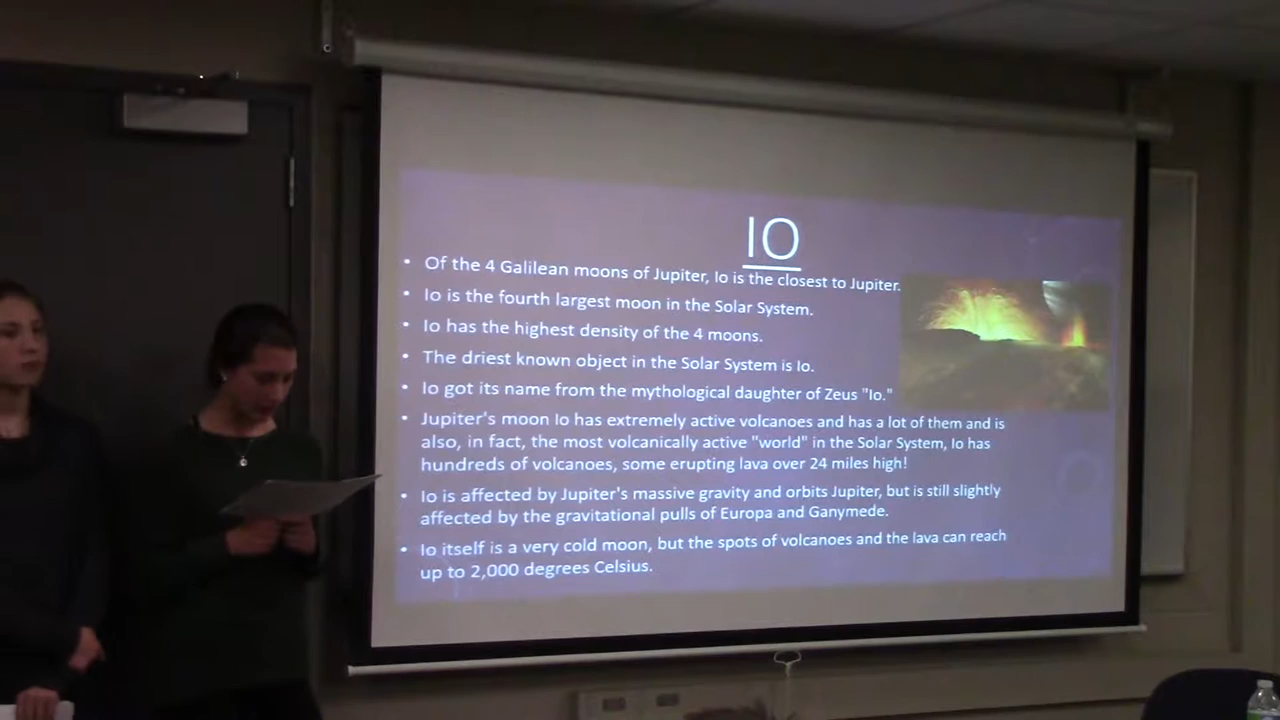 IO
• Of the 4 Galilean moons of Jupiter, Io is the closest to Jupiter.
• Io is the fourth largest moon in the Solar System.
• Io has the highest density of the 4 moons.
• The driest known object in the Solar System is Io.
• Io got its name from the mythological daughter of Zeus "Io."
• Jupiter's moon Io has extremely active volcanoes and has a lot of them and is
also, in fact, the most volcanically active "world" in the Solar System, Io has
hundreds of volcanoes, some erupting lava over 24 miles high!
• Io is affected by Jupiter's massive gravity and orbits Jupiter, but is still slightly
affected by the gravitational pulls of Europa and Ganymede.
• Io itself is a very cold moon, but the spots of volcanoes and the lava can reach
up to 2,000 degrees Celsius.